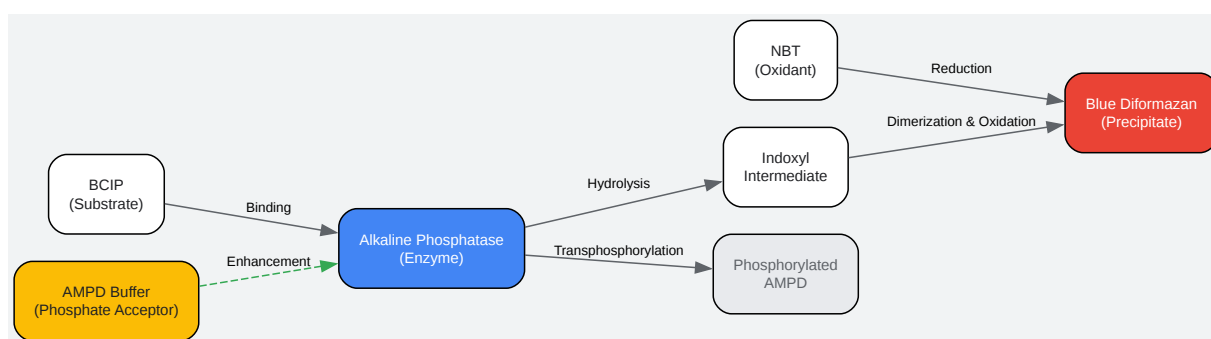 NBT
(Oxidant)
Reduction
Blue Diformazan
(Precipitate)
Dimerization & Oxidation
Indoxyl
Intermediate
BCIP
(Substrate)
Binding
Hydrolysis
Alkaline Phosphatase
(Enzyme)
Transphosphorylation
Phosphorylated
AMPD
Enhancement
AMPD Buffer
(Phosphate Acceptor)